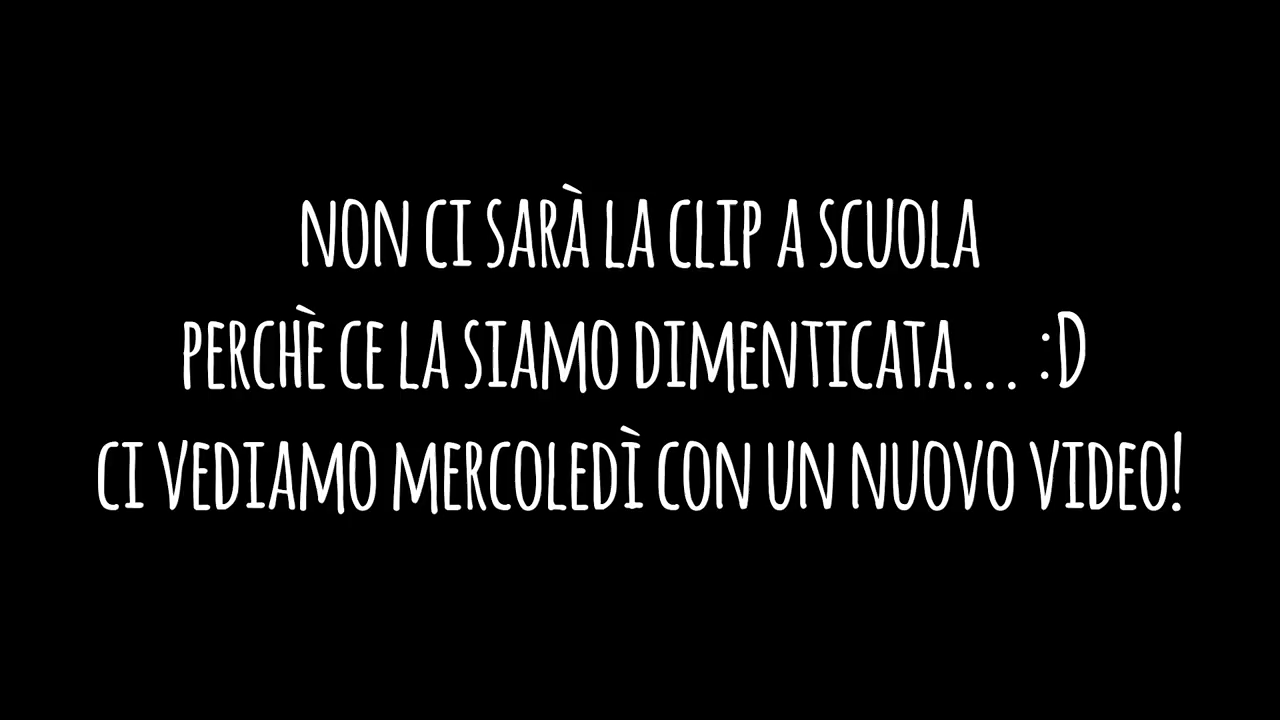 NON CI SARÀ LA CLIP A SCUOLA
PERCHÈ CE LA SIAMO DIMENTICATA... :D
CI VEDIAMO MERCOLEDÌ CON UN NUOVO VIDEO!